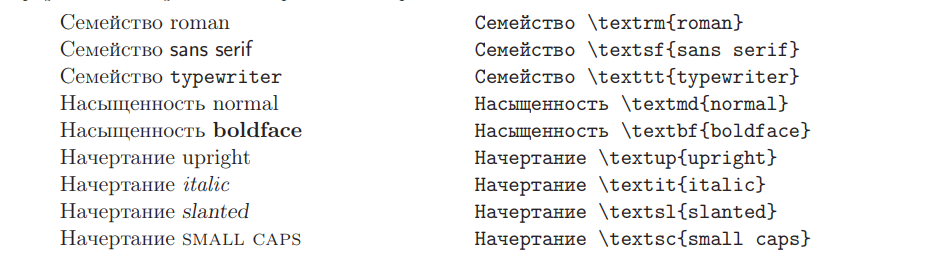 Семейство roman Семейство \textrm{roman}
Семейство sans serif Семейство \textsf{sans serif}
Семейство typewriter Семейство \texttt{typewriter}
Насыщенность normal Насыщенность \textmd{normal}
Насыщенность boldface Насыщенность \textbf{boldface}
Начертание upright Начертание \textup{upright}
Начертание italic Начертание \textit{italic}
Начертание slanted Начертание \textsl{slanted}
Начертание SMALL CAPS Начертание \textsc{small caps}